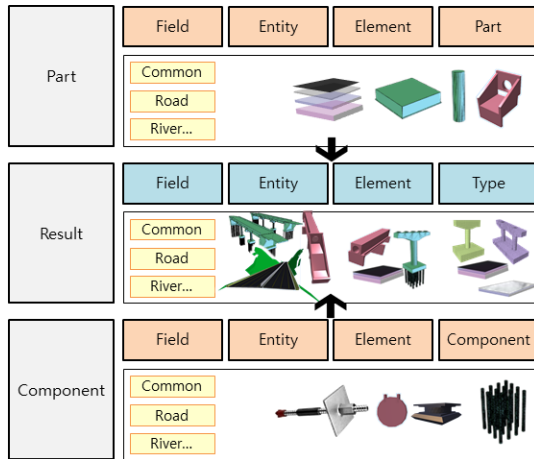 Field Entity Element Part
Part
Common
Road
River...
Field Entity Element Type
Result
Common
Road
River...
Field Entity Element Component
Component
Common
Road
River...